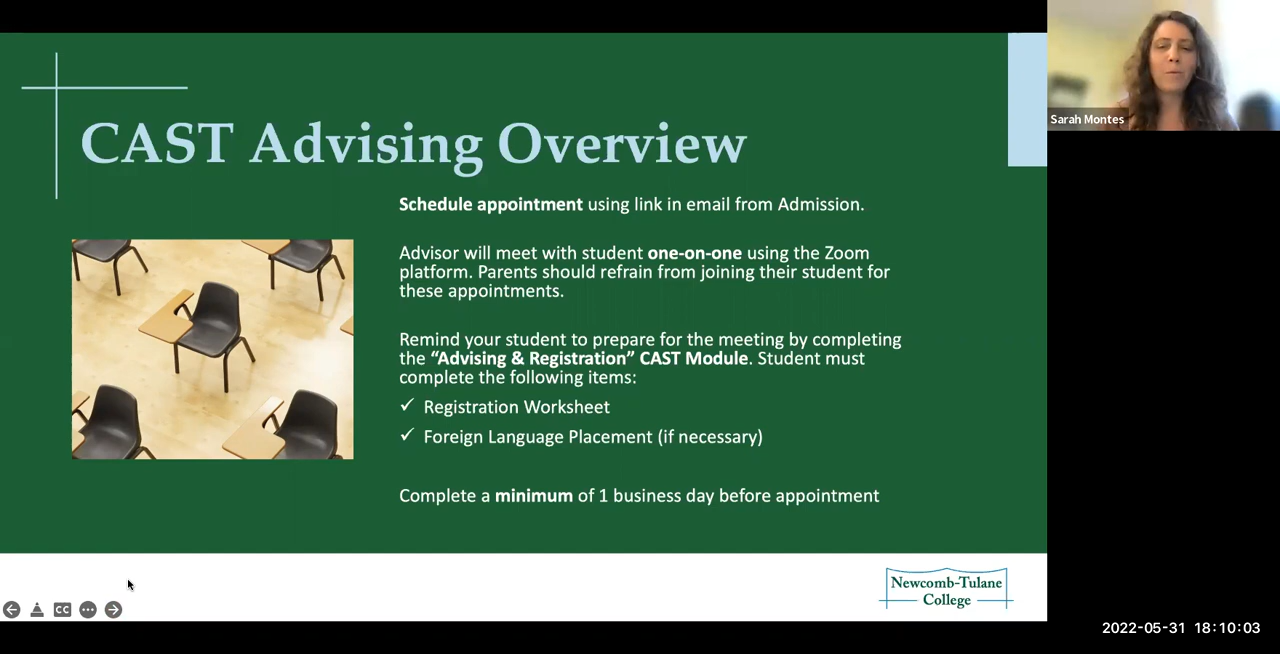 CAST Advising Overview
Schedule appointment using link in email from Admission.
Advisor will meet with student one-on-one using the Zoom
platform. Parents should refrain from joining their student for
these appointments.
Remind your student to prepare for the meeting by completing
the “Advising & Registration” CAST Module. Student must
complete the following items:
✓ Registration Worksheet
✓ Foreign Language Placement (if necessary)
Complete a minimum of 1 business day before appointment
Newcomb-Tulane
College
CC
Sarah Montes
2022-05-31 18:10:03